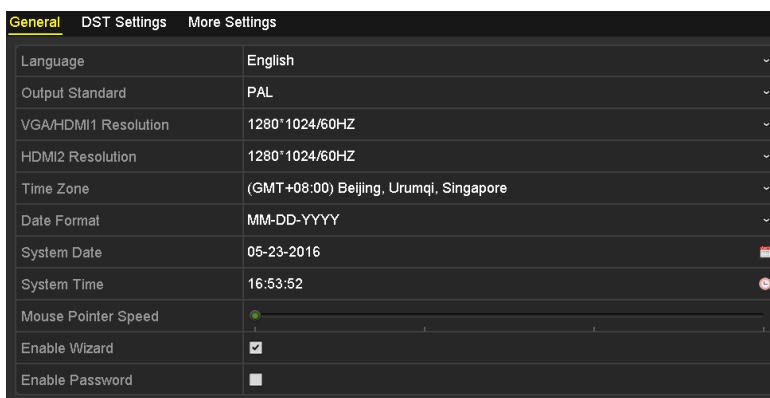 General DST Settings More Settings
Language English
Output Standard PAL
VGA/HDMI1 Resolution 1280*1024/60HZ
HDMI2 Resolution 1280*1024/60HZ
Time Zone (GMT+08:00) Beijing, Urumqi, Singapore
Date Format MM-DD-YYYY
System Date 05-23-2016
System Time 16:53:52
Mouse Pointer Speed
Enable Wizard
Enable Password